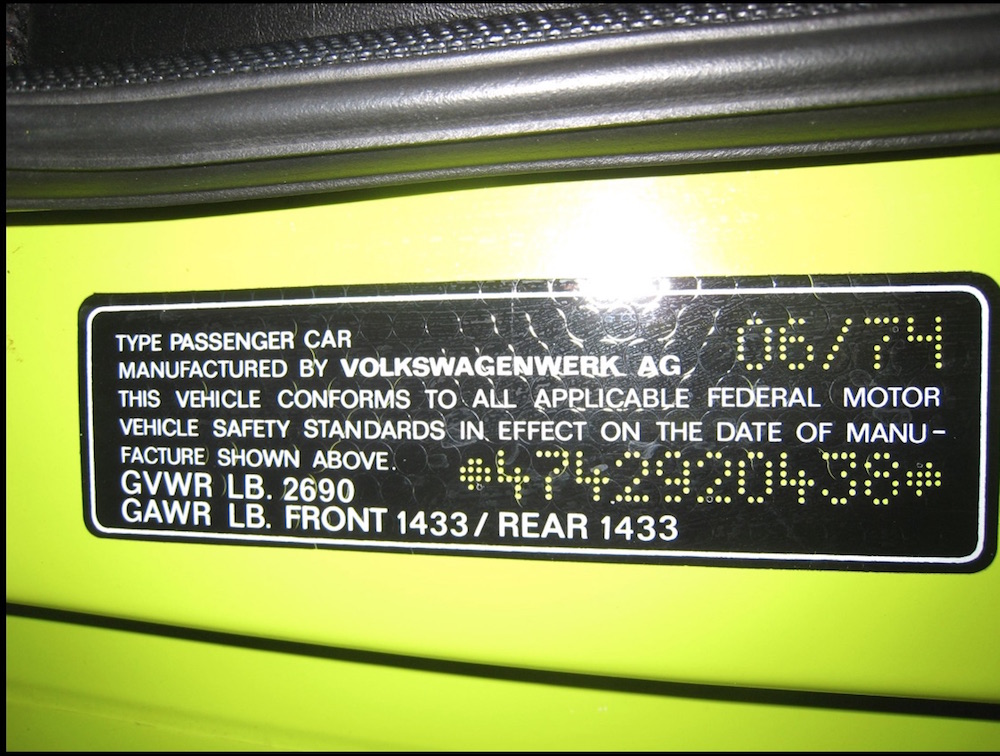 06/74
TYPE PASSENGER CAR
MANUFACTURED BY VOLKSWAGENWERK AG
THIS VEHICLE CONFORMS TO ALL APPLICABLE FEDERAL MOTOR
VEHICLE SAFETY STANDARDS IN EFFECT ON THE DATE OF MANU-
FACTURE SHOWN ABOVE.
*4742920438*
GVWR LB. 2690
GAWR LB. FRONT 1433/ REAR 1433